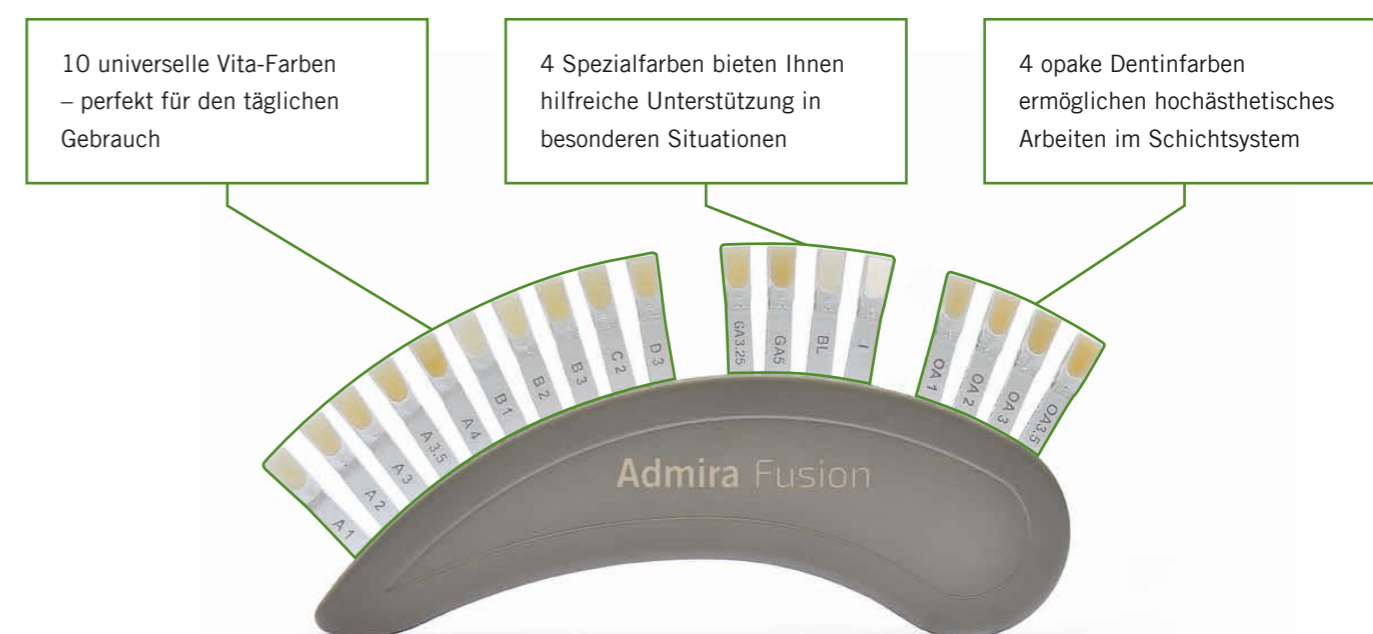 10 universelle Vita-Farben
– perfekt für den täglichen
Gebrauch
4 Spezialfarben bieten Ihnen
hilfreiche Unterstützung in
besonderen Situationen
4 opake Dentinfarben
ermöglichen hochästhetisches
Arbeiten im Schichtsystem
A 1
A 2
A 3
A 3.5
A 4
B 1
B 2
B 3
C 2
D 3
GA3.25
GA5
BL
I
OA 1
OA 2
OA 3
OA3.5
Admira Fusion